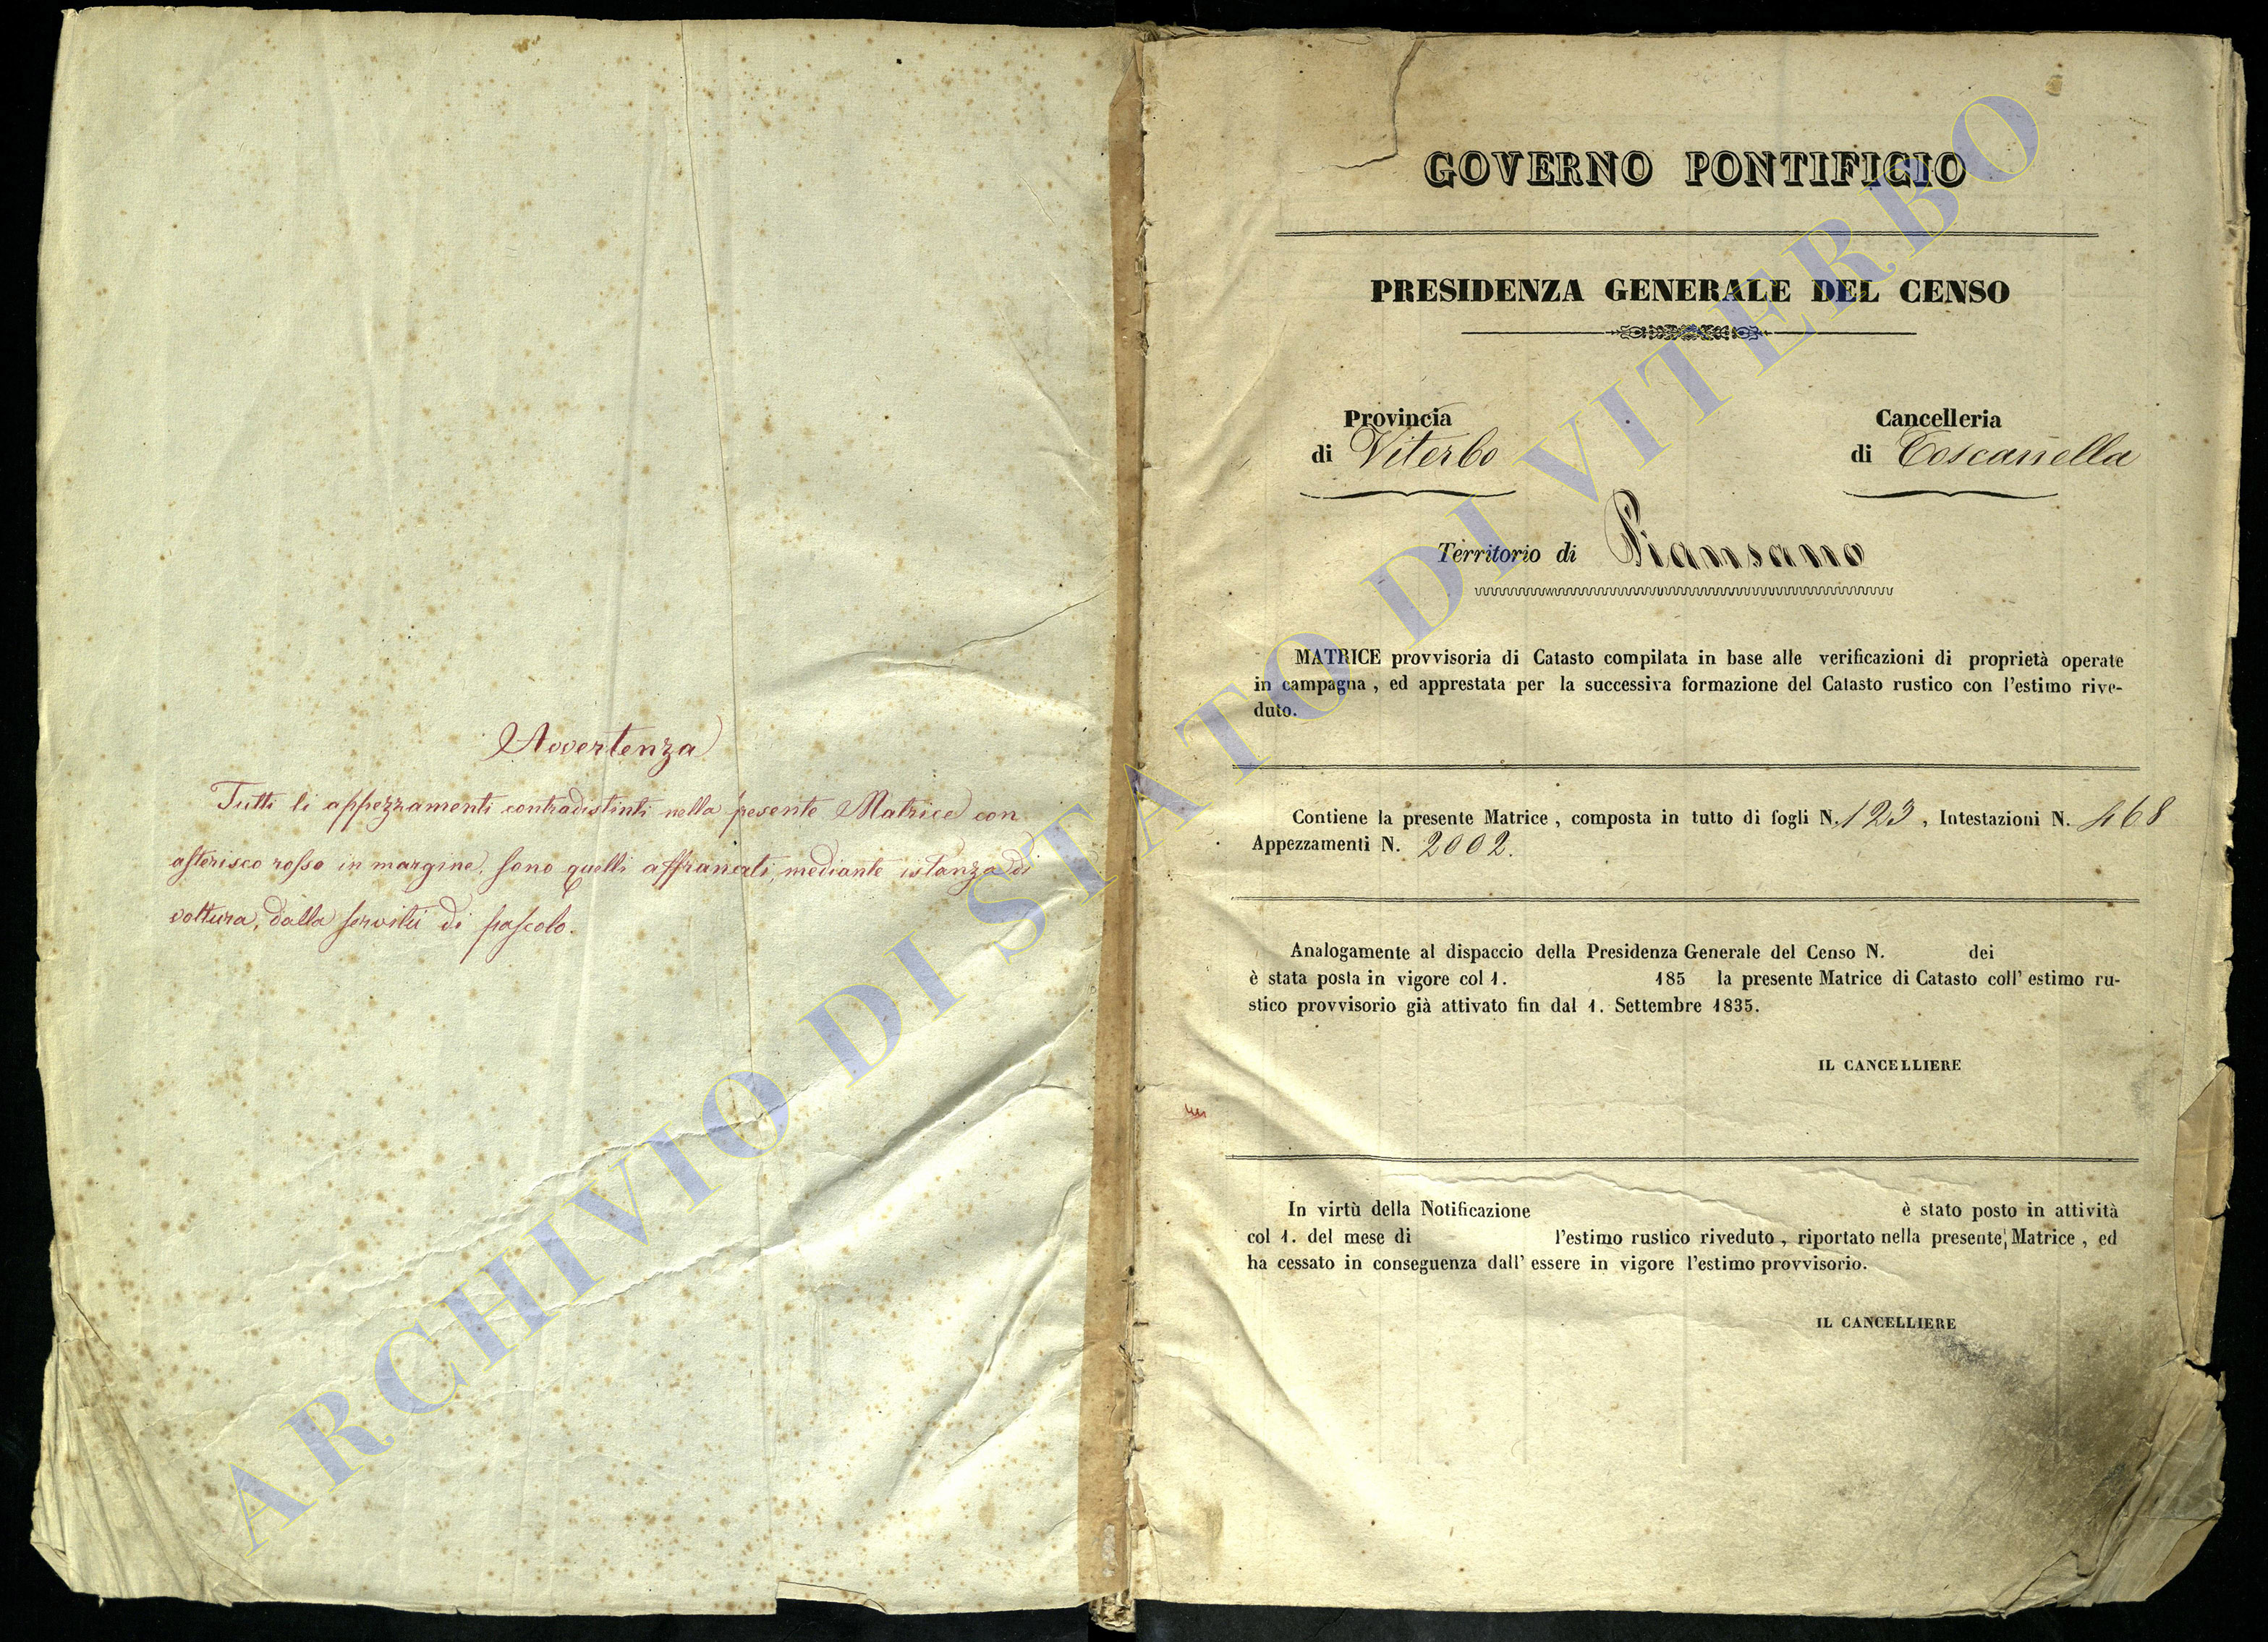 Avvertenza
Tutti li appezzamenti contradistinti nella presente Matrice con
asterisco rosso in margine, sono quelli affrancati, mediante istanza di
voltura, dalla servitù di pascolo.
GOVERNO PONTIFICIO
PRESIDENZA GENERALE DEL CENSO
Provincia
di Viterbo
Cancelleria
di Toscanella
Territorio di Piansano
MATRICE provvisoria di Catasto compilata in base alle verificazioni di proprietà operate
in campagna , ed apprestata per la successiva formazione del Catasto rustico con l'estimo rive-
duto.
Contiene la presente Matrice , composta in tutto di fogli N. 123 , Intestazioni N. 468
Appezzamenti N. 2002.
Analogamente al dispaccio della Presidenza Generale del Censo N. dei
è stata posta in vigore col 1. 185 la presente Matrice di Catasto coll' estimo ru-
stico provvisorio già attivato fin dal 1. Settembre 1835.
IL CANCELLIERE
In virtù della Notificazione è stato posto in attività
col 1. del mese di l'estimo rustico riveduto , riportato nella presente Matrice , ed
ha cessato in conseguenza dall' essere in vigore l'estimo provvisorio.
IL CANCELLIERE
ARCHIVIO DI STATO DI VITERBO